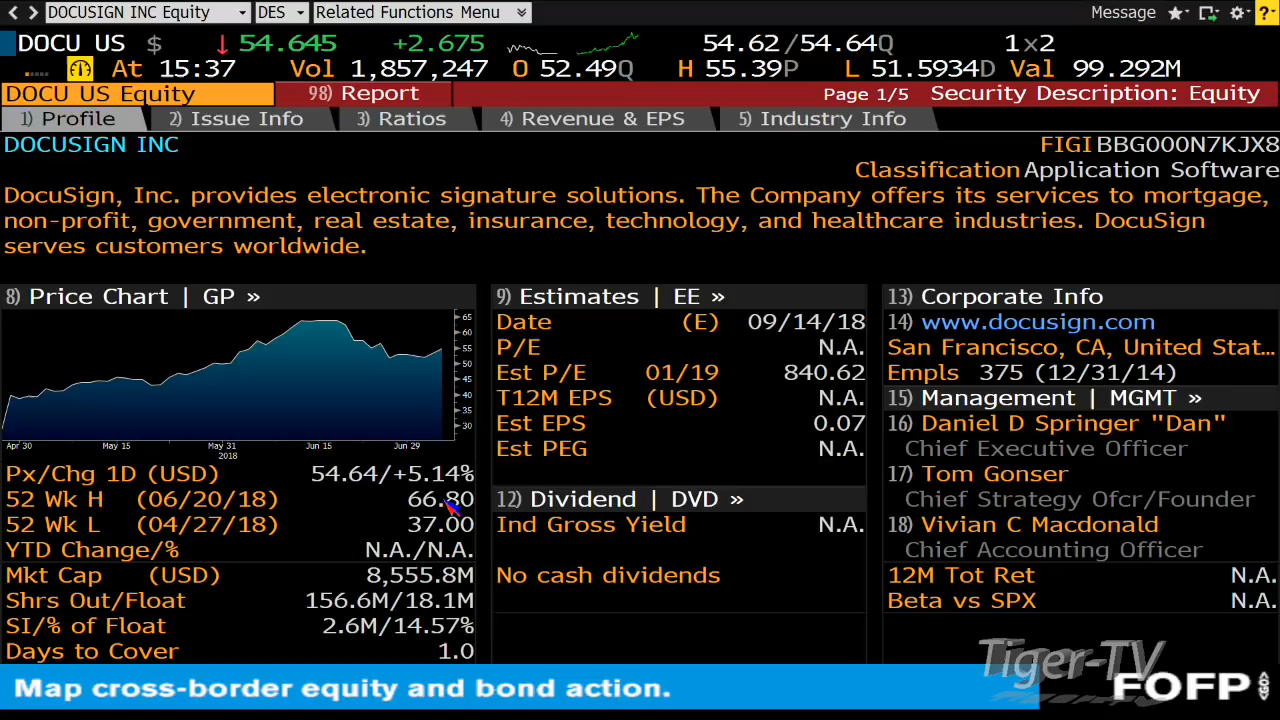 DOCUSIGN INC Equity DES Related Functions Menu Message ?
DOCU US $ ↓ 54.645 +2.675 54.62/54.64Q 1×2
At 15:37 Vol 1,857,247 O 52.49Q H 55.39P L 51.5934D Val 99.292M
DOCU US Equity 98) Report Page 1/5 Security Description: Equity
1) Profile 2) Issue Info 3) Ratios 4) Revenue & EPS 5) Industry Info
DOCUSIGN INC FIGI BBG000N7KJX8
Classification Application Software
DocuSign, Inc. provides electronic signature solutions. The Company offers its services to mortgage,
non-profit, government, real estate, insurance, technology, and healthcare industries. DocuSign
serves customers worldwide.
8) Price Chart | GP »
65
60
55
50
45
40
35
30
Apr 30 May 15 May 31 Jun 15 Jun 29
2018
Px/Chg 1D (USD) 54.64/+5.14%
52 Wk H (06/20/18) 66.80
52 Wk L (04/27/18) 37.00
YTD Change/% N.A./N.A.
Mkt Cap (USD) 8,555.8M
Shrs Out/Float 156.6M/18.1M
SI/% of Float 2.6M/14.57%
Days to Cover 1.0
9) Estimates | EE »
Date (E) 09/14/18
P/E N.A.
Est P/E 01/19 840.62
T12M EPS (USD) N.A.
Est EPS 0.07
Est PEG N.A.
12) Dividend | DVD »
Ind Gross Yield N.A.
No cash dividends
13) Corporate Info
14) www.docusign.com
San Francisco, CA, United Stat...
Empls 375 (12/31/14)
15) Management | MGMT »
16) Daniel D Springer "Dan"
Chief Executive Officer
17) Tom Gonser
Chief Strategy Ofcr/Founder
18) Vivian C Macdonald
Chief Accounting Officer
12M Tot Ret N.A.
Beta vs SPX N.A.
Tiger-TV
Map cross-border equity and bond action. FOFP <GO>